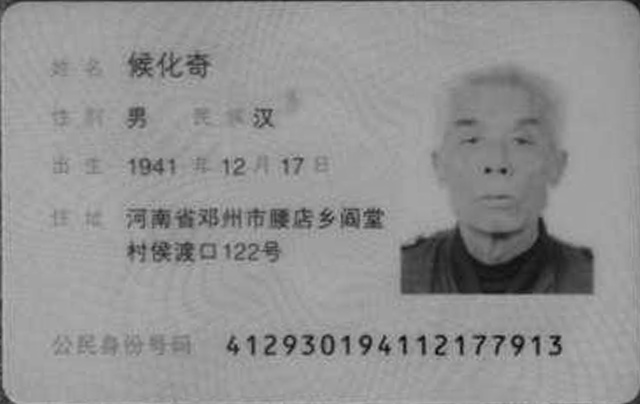 姓名 候化奇
性别 男 民族 汉
出生 1941 年 12 月 17 日
住址 河南省邓州市腰店乡阎堂
村侯渡口122号
公民身份号码 412930194112177913